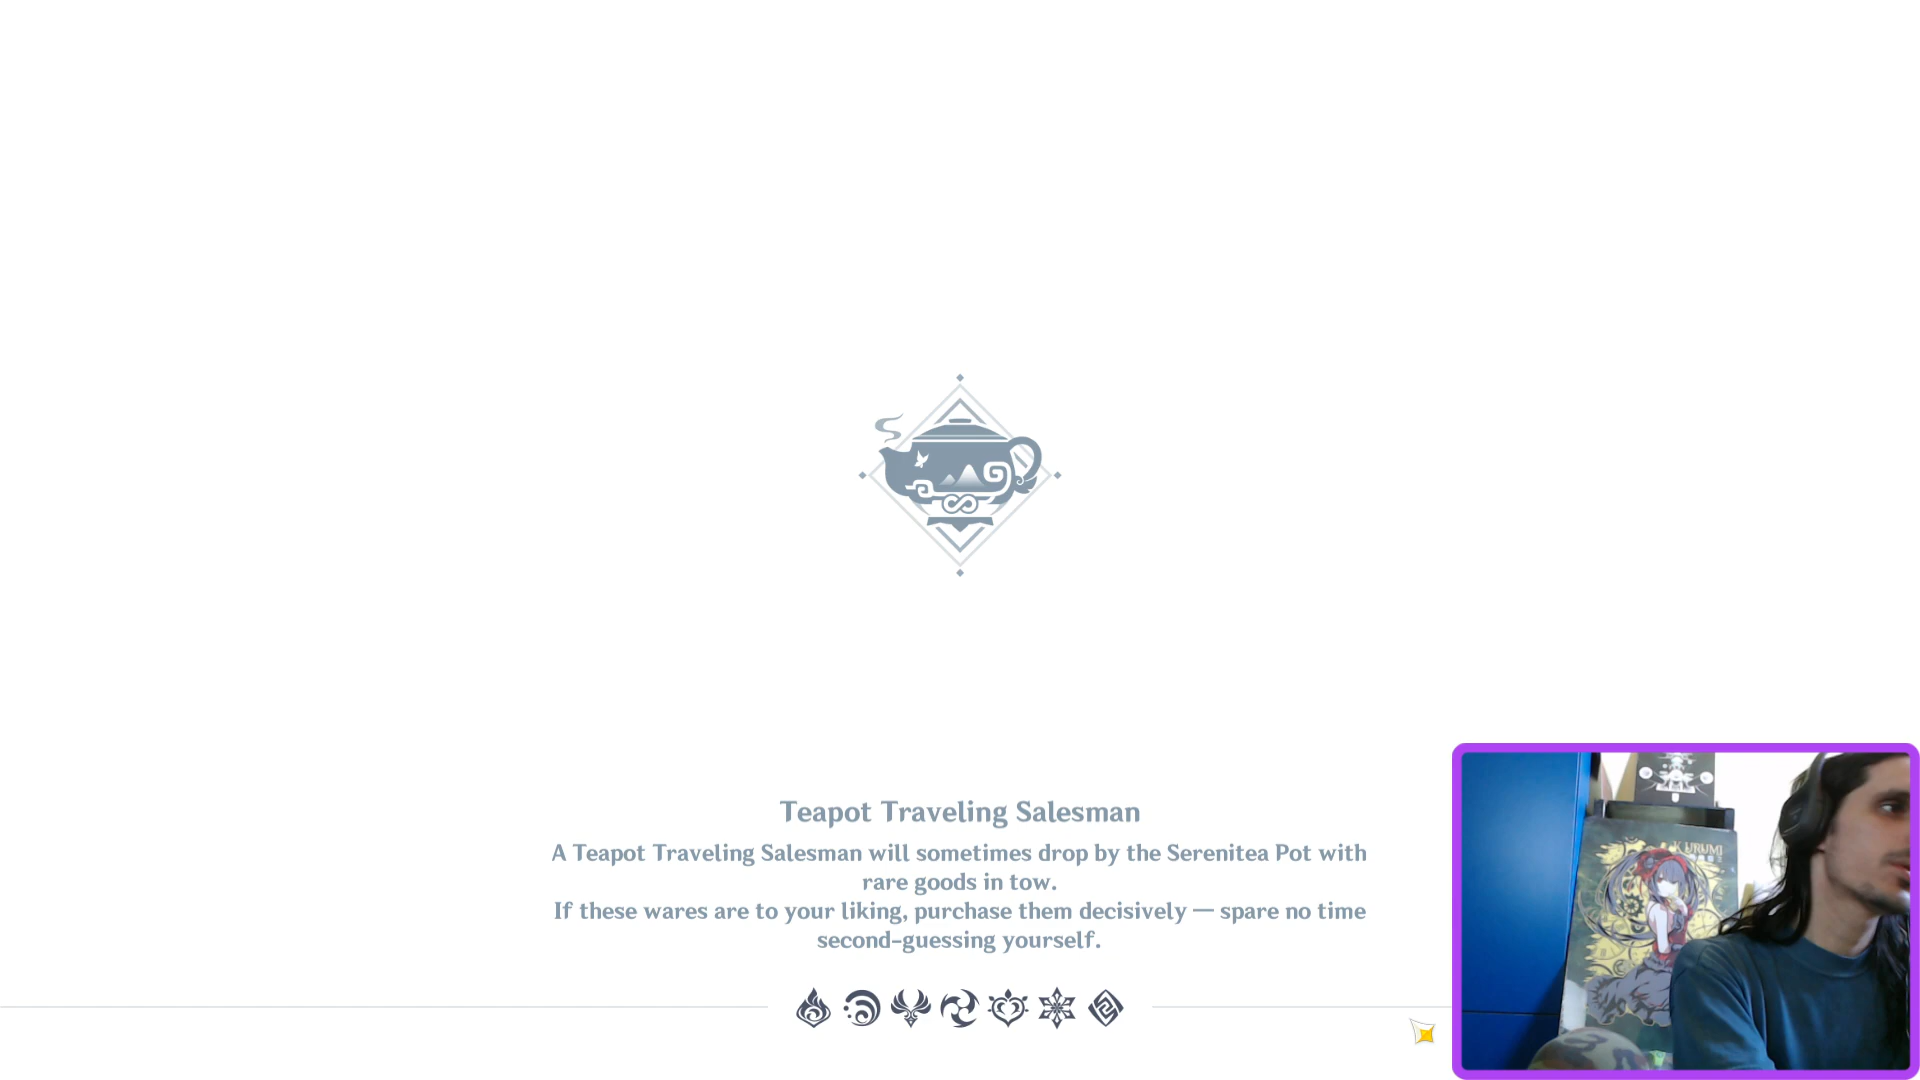 Teapot Traveling Salesman
A Teapot Traveling Salesman will sometimes drop by the Serenitea Pot with
rare goods in tow.
If these wares are to your liking, purchase them decisively — spare no time
second-guessing yourself.
KURUMI